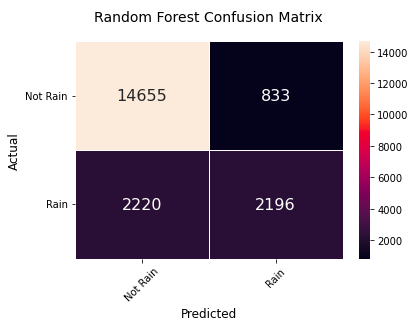 Random Forest Confusion Matrix
Actual
Not Rain
14655
833
Rain
2220
2196
Not Rain
Rain
Predicted
14000
12000
10000
8000
6000
4000
2000